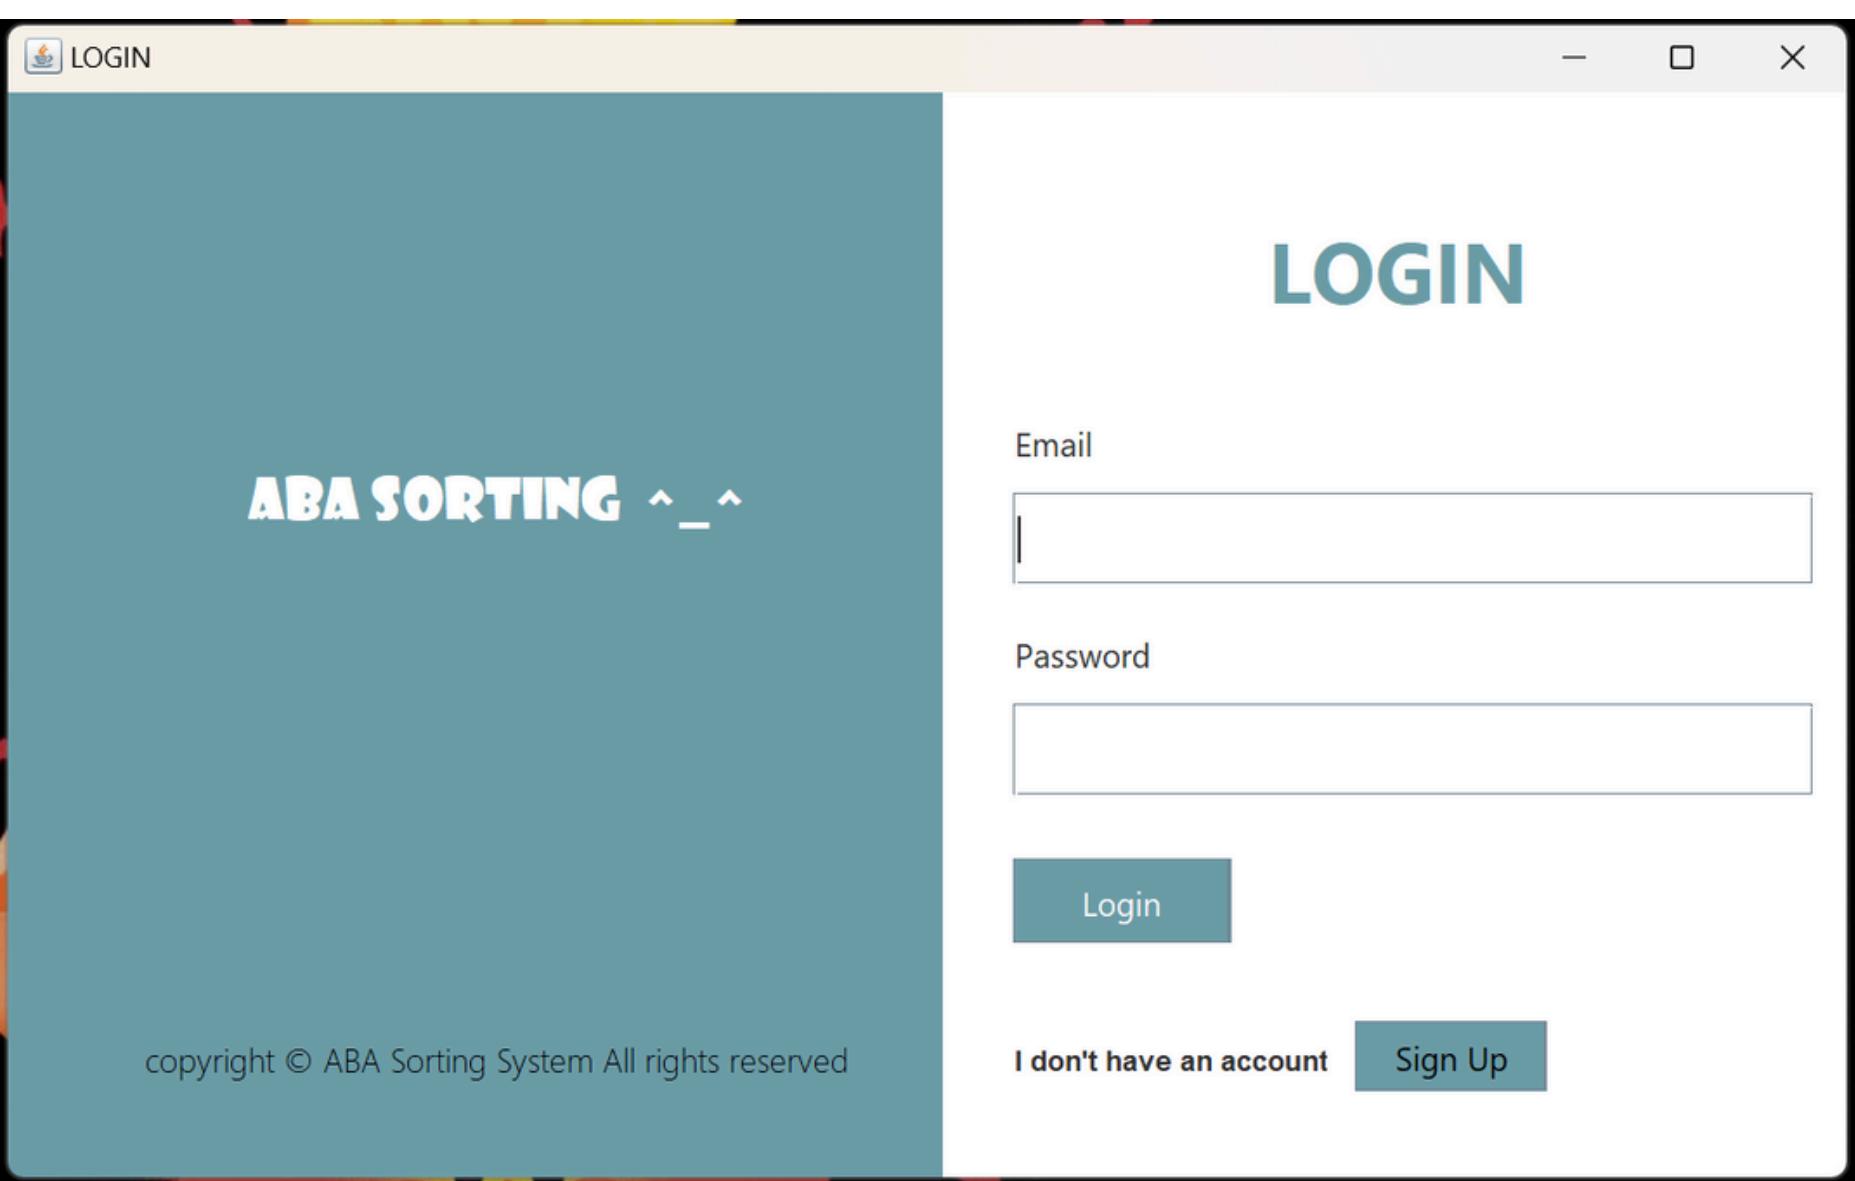 LOGIN
ABA SORTING ^_^
copyright © ABA Sorting System All rights reserved
LOGIN
Email
Password
Login
I don't have an account
Sign Up